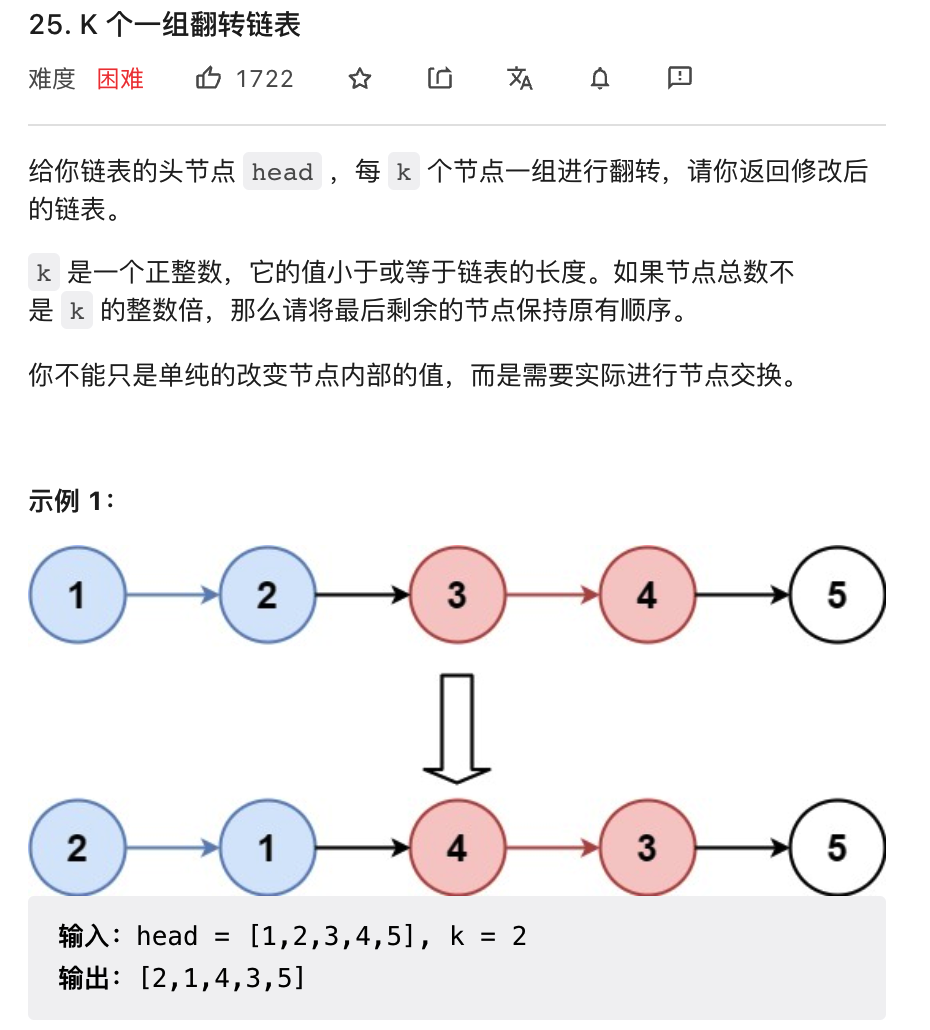 25. K 个一组翻转链表
难度 困难 1722
给你链表的头节点 head ，每 k 个节点一组进行翻转，请你返回修改后
的链表。
k 是一个正整数，它的值小于或等于链表的长度。如果节点总数不
是 k 的整数倍，那么请将最后剩余的节点保持原有顺序。
你不能只是单纯的改变节点内部的值，而是需要实际进行节点交换。
示例 1：
1 2 3 4 5
2 1 4 3 5
输入：head = [1,2,3,4,5], k = 2
输出：[2,1,4,3,5]